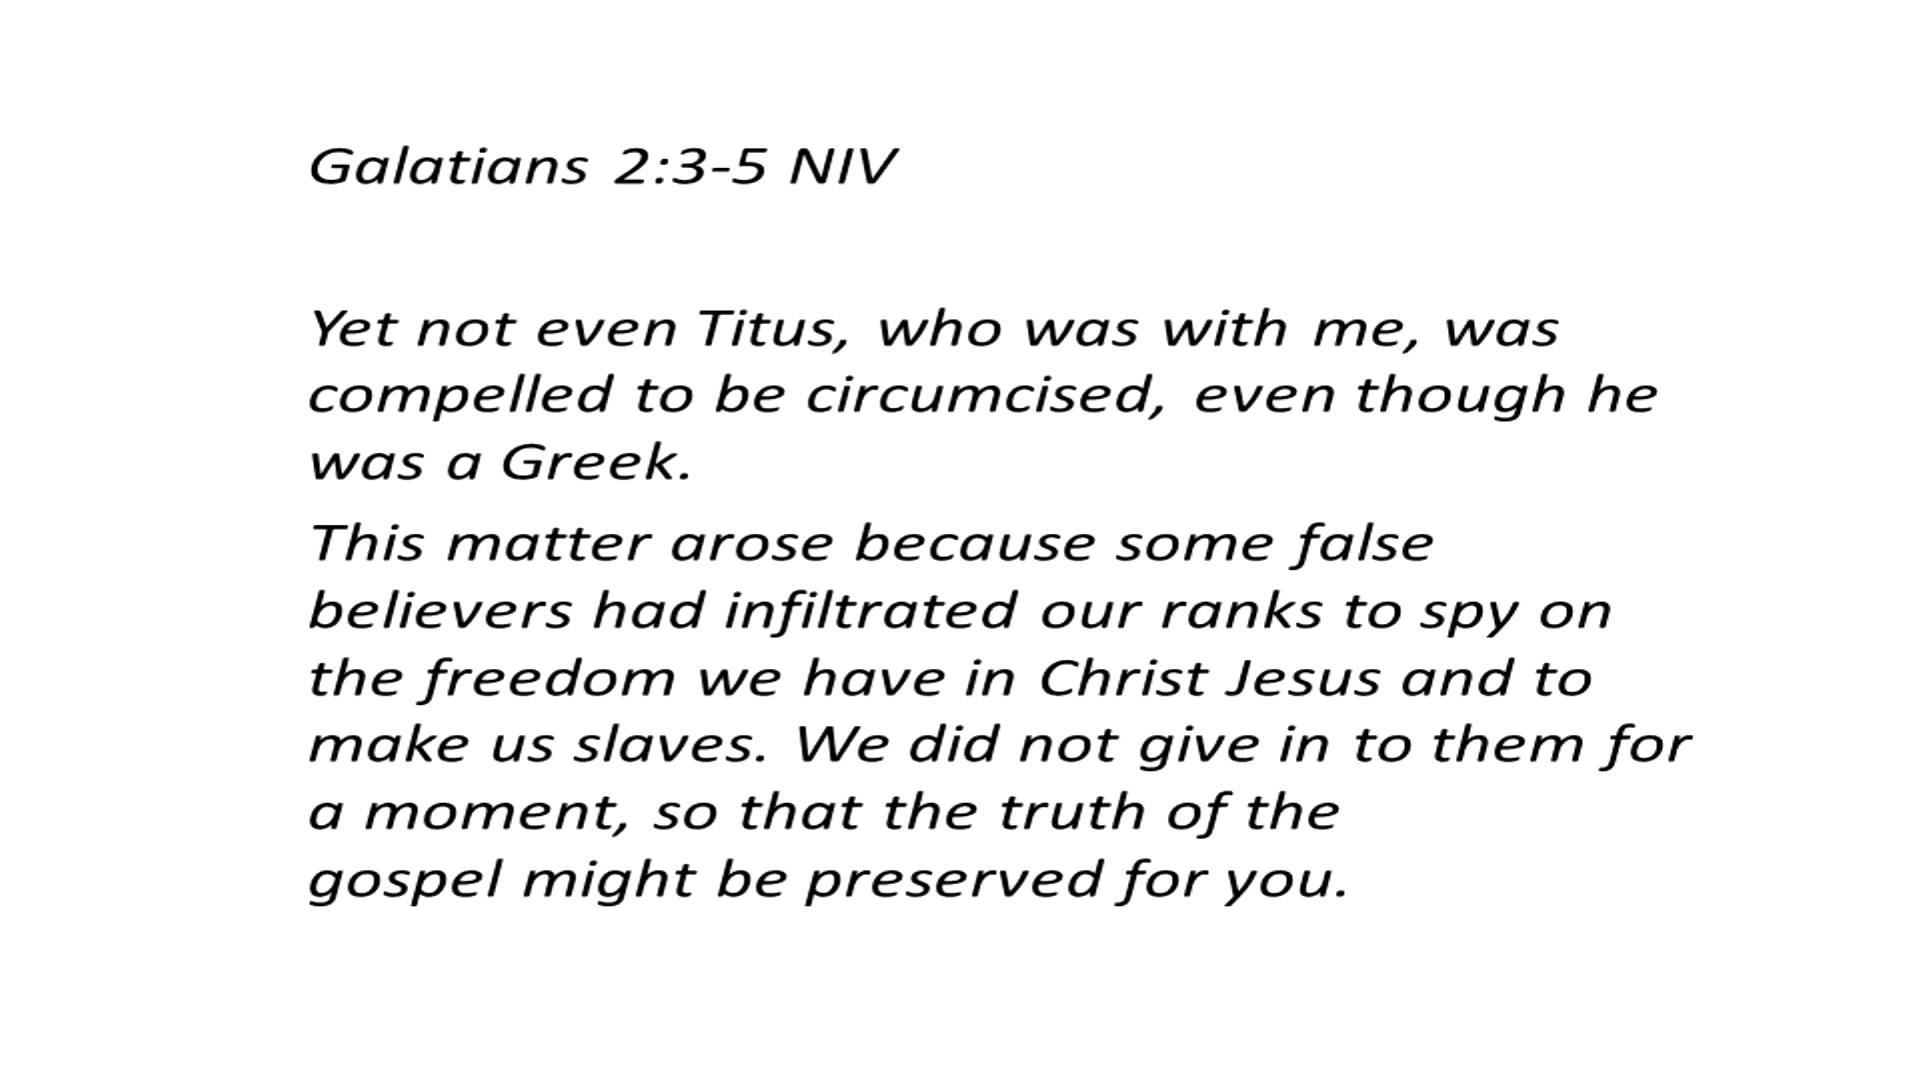 Galatians 2:3-5 NIV
Yet not even Titus, who was with me, was
compelled to be circumcised, even though he
was a Greek.
This matter arose because some false
believers had infiltrated our ranks to spy on
the freedom we have in Christ Jesus and to
make us slaves. We did not give in to them for
a moment, so that the truth of the
gospel might be preserved for you.